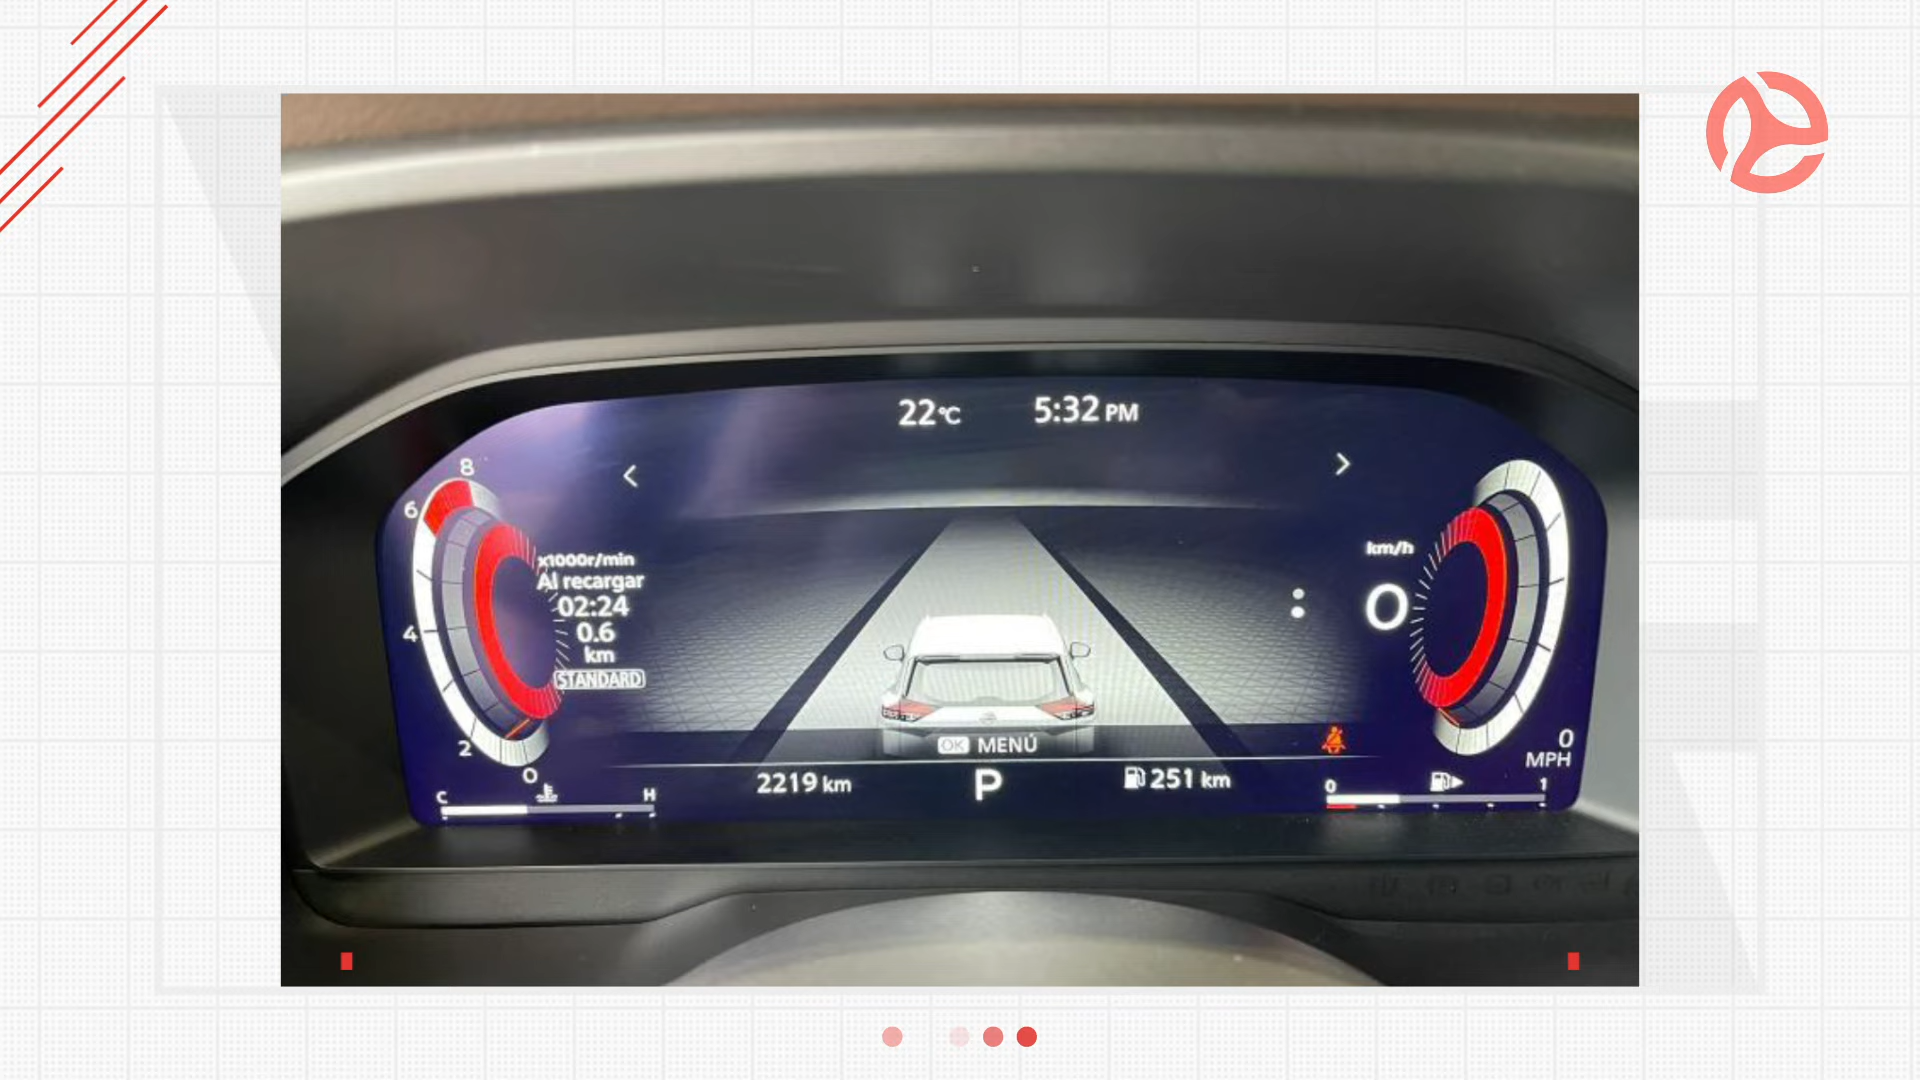 22°C 5:32 PM
8
6
4
2
0
x1000r/min
Al recargar
02:24
0.6
km
STANDARD
km/h
0
0
MPH
OK MENÚ
2219 km P 251 km
C H
0 1